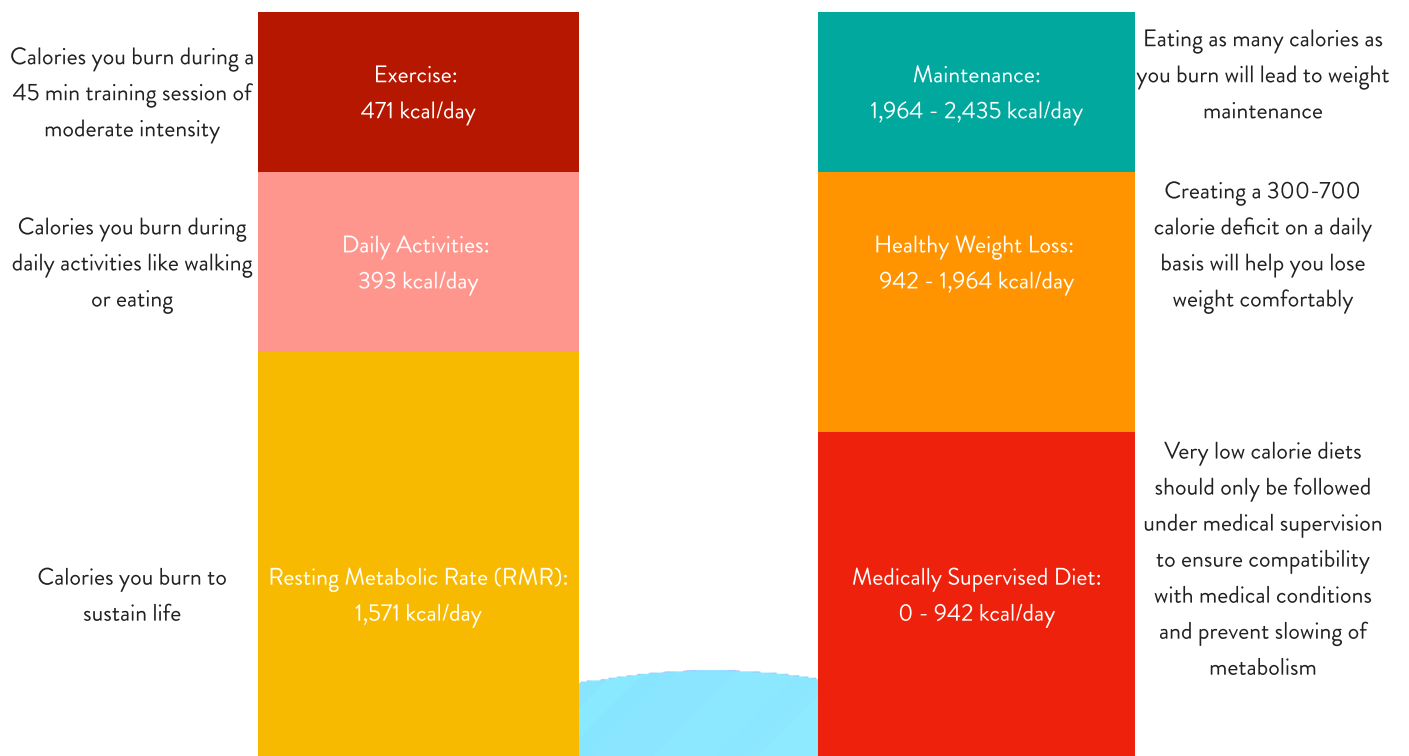 Calories you burn during a
45 min training session of
moderate intensity
Exercise:
471 kcal/day
Maintenance:
1,964 - 2,435 kcal/day
Eating as many calories as
you burn will lead to weight
maintenance
Calories you burn during
daily activities like walking
or eating
Daily Activities:
393 kcal/day
Healthy Weight Loss:
942 - 1,964 kcal/day
Creating a 300-700
calorie deficit on a daily
basis will help you lose
weight comfortably
Calories you burn to
sustain life
Resting Metabolic Rate (RMR):
1,571 kcal/day
Medically Supervised Diet:
0 - 942 kcal/day
Very low calorie diets
should only be followed
under medical supervision
to ensure compatibility
with medical conditions
and prevent slowing of
metabolism